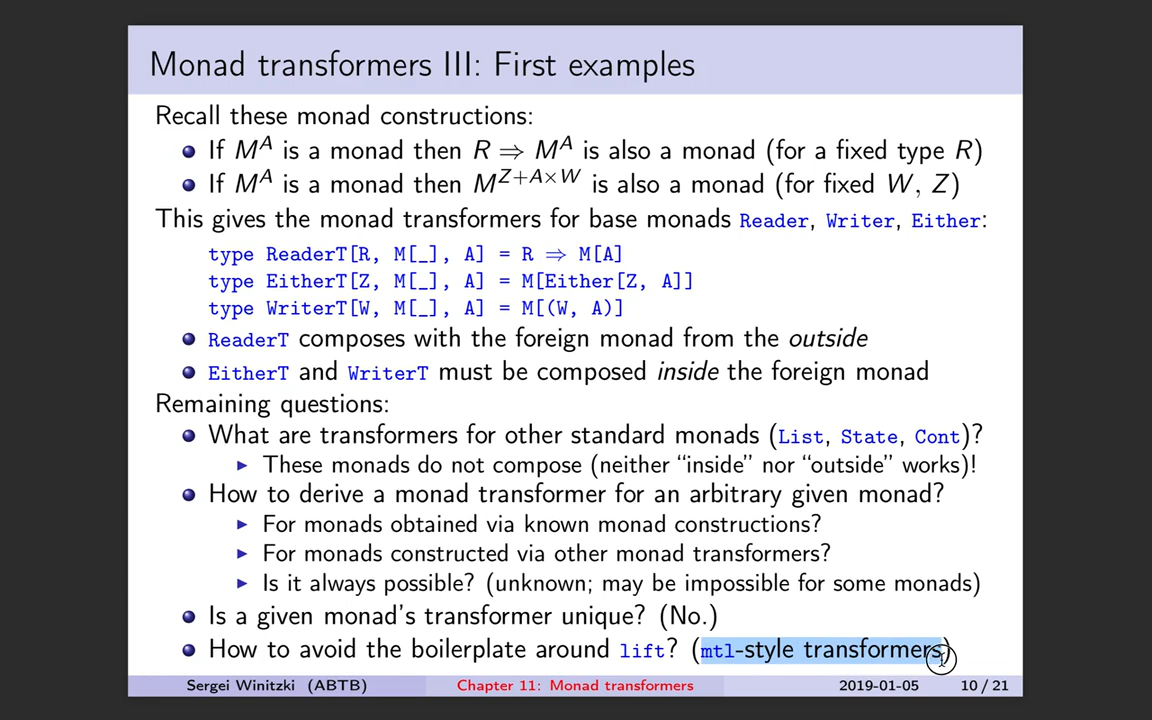 Monad transformers III: First examples
Recall these monad constructions:
If M^A is a monad then R ⇒ M^A is also a monad (for a fixed type R)
If M^A is a monad then M^{Z+A×W} is also a monad (for fixed W, Z)
This gives the monad transformers for base monads Reader, Writer, Either:
type ReaderT[R, M[_], A] = R ⇒ M[A]
type EitherT[Z, M[_], A] = M[Either[Z, A]]
type WriterT[W, M[_], A] = M[(W, A)]
ReaderT composes with the foreign monad from the outside
EitherT and WriterT must be composed inside the foreign monad
Remaining questions:
What are transformers for other standard monads (List, State, Cont)?
These monads do not compose (neither “inside” nor “outside” works)!
How to derive a monad transformer for an arbitrary given monad?
For monads obtained via known monad constructions?
For monads constructed via other monad transformers?
Is it always possible? (unknown; may be impossible for some monads)
Is a given monad's transformer unique? (No.)
How to avoid the boilerplate around lift? (mtl-style transformers)
Sergei Winitzki (ABTB) Chapter 11: Monad transformers 2019-01-05 10 / 21